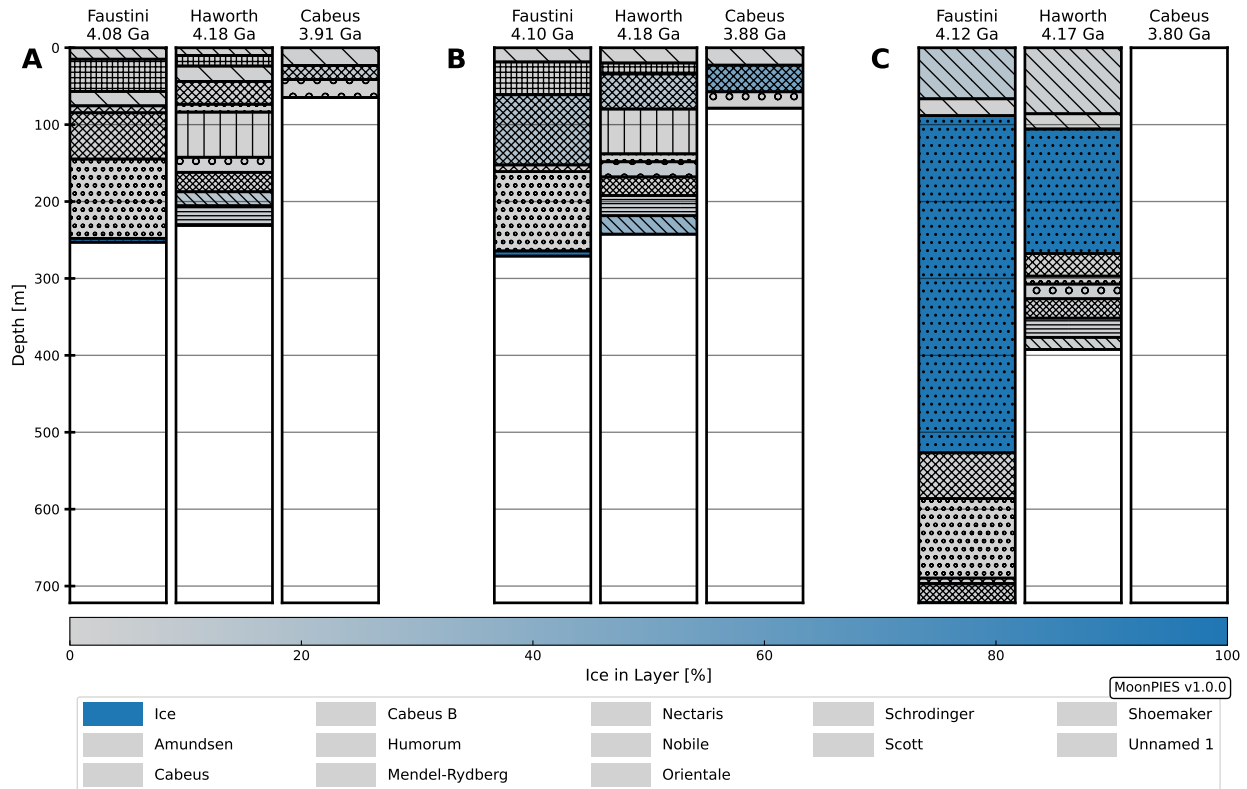 Faustini Haworth Cabeus Faustini Haworth Cabeus Faustini Haworth Cabeus
4.08 Ga 4.18 Ga 3.91 Ga 4.10 Ga 4.18 Ga 3.88 Ga 4.12 Ga 4.17 Ga 3.80 Ga
A B C
0
100
200
300
400
500
600
700
Depth [m]
0 20 40 60 80 100
Ice in Layer [%]
MoonPIES v1.0.0
Ice Cabeus B Nectaris Schrodinger Shoemaker
Amundsen Humorum Nobile Scott Unnamed 1
Cabeus Mendel-Rydberg Orientale